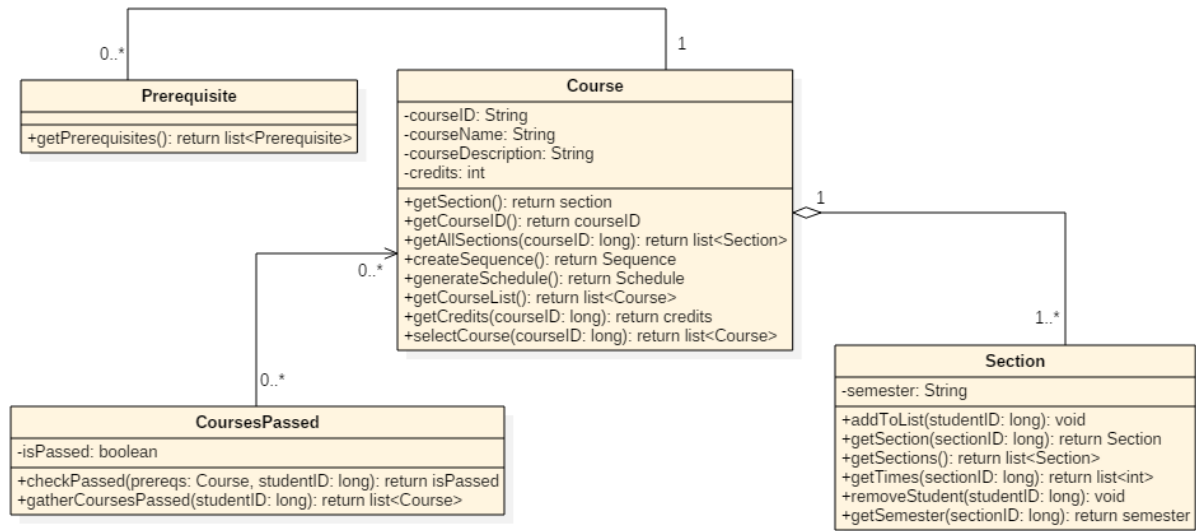 0..*
1
Prerequisite
+getPrerequisites(): return list<Prerequisite>
Course
-courseID: String
-courseName: String
-courseDescription: String
-credits: int
+getSection(): return section
+getCourseID(): return courseID
+getAllSections(courseID: long): return list<Section>
+createSequence(): return Sequence
+generateSchedule(): return Schedule
+getCourseList(): return list<Course>
+getCredits(courseID: long): return credits
+selectCourse(courseID: long): return list<Course>
1
0..*
1..*
0..*
CoursesPassed
-isPassed: boolean
+checkPassed(prereqs: Course, studentID: long): return isPassed
+gatherCoursesPassed(studentID: long): return list<Course>
Section
-semester: String
+addToList(studentID: long): void
+getSection(sectionID: long): return Section
+getSections(): return list<Section>
+getTimes(sectionID: long): return list<int>
+removeStudent(studentID: long): void
+getSemester(sectionID: long): return semester